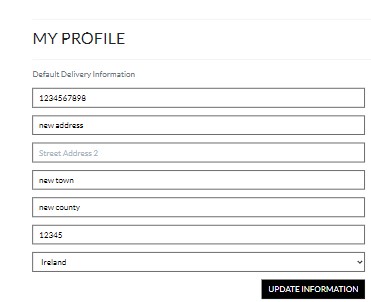 MY PROFILE
Default Delivery Information
1234567898
new address
Street Address 2
new town
new county
12345
Ireland
UPDATE INFORMATION